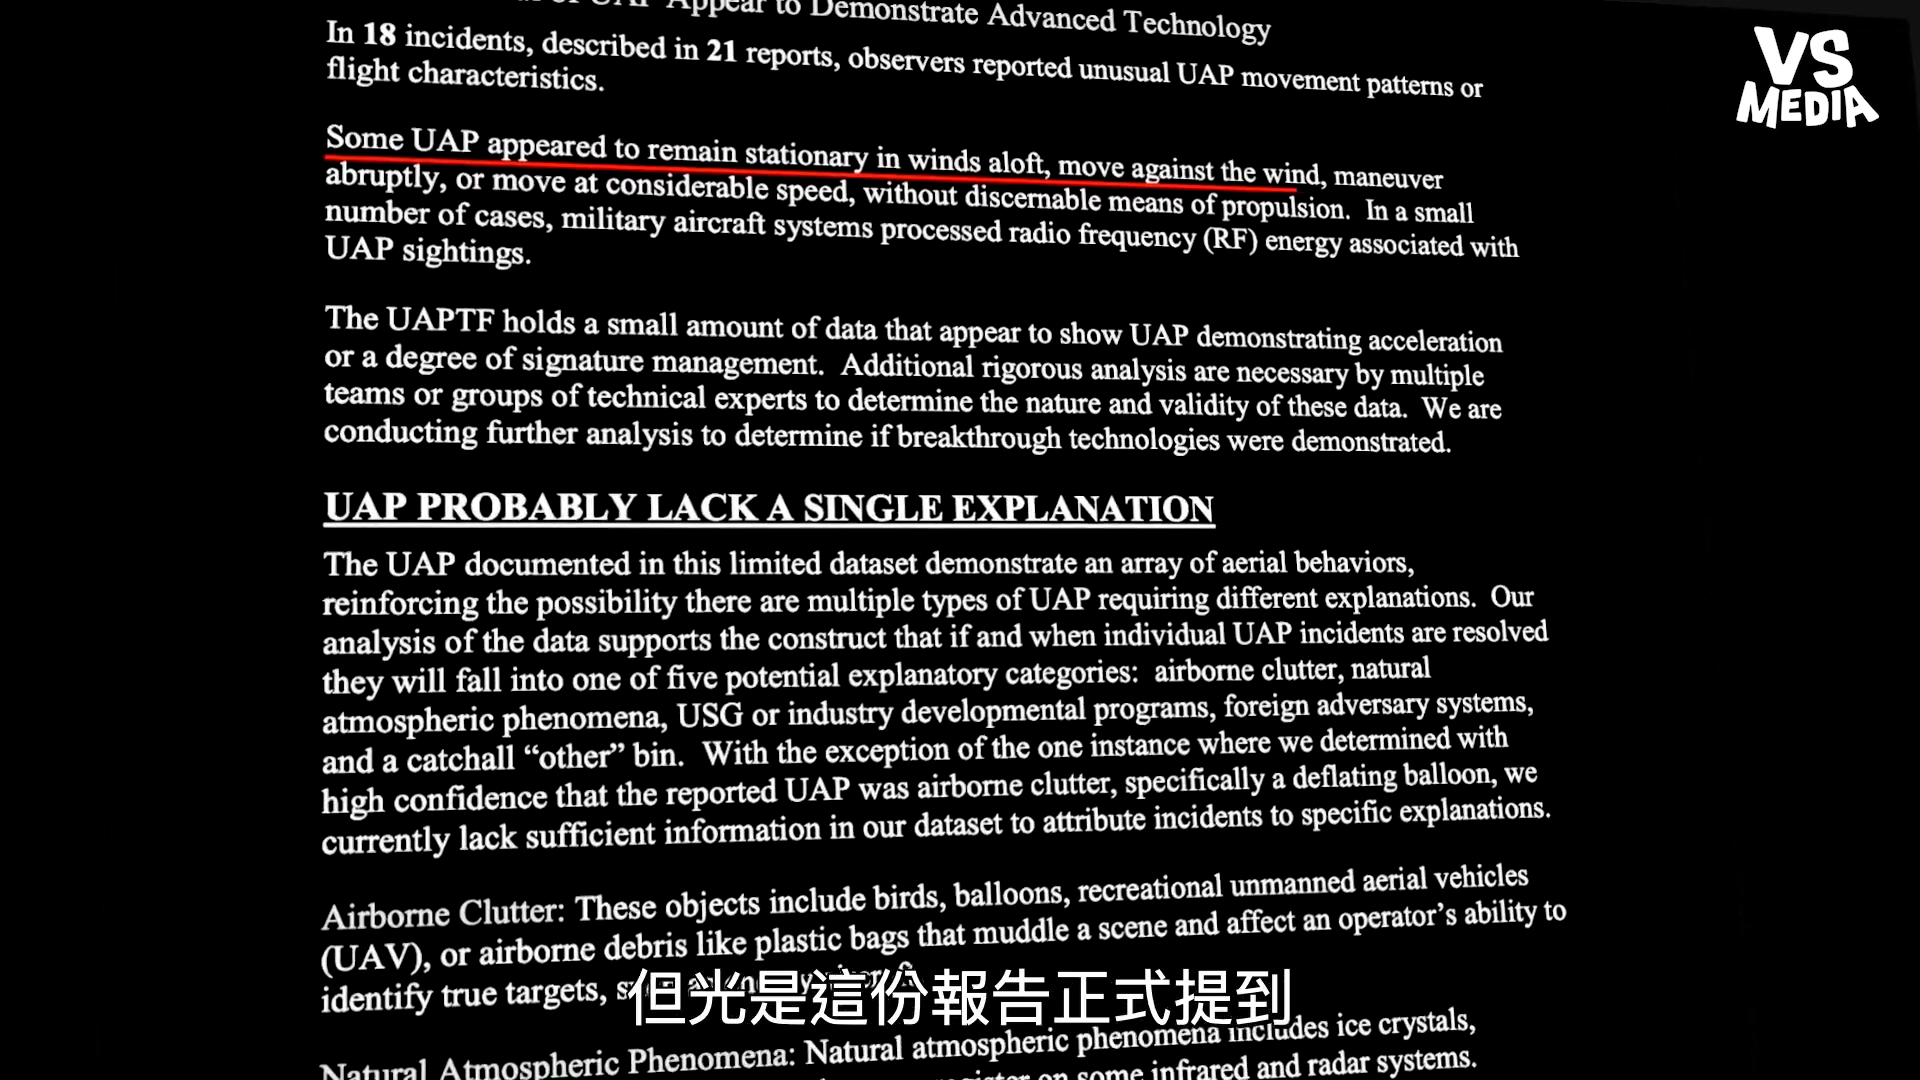 Appear to Demonstrate Advanced Technology
In 18 incidents, described in 21 reports, observers reported unusual UAP movement patterns or
flight characteristics.
VS
MEDIA
Some UAP appeared to remain stationary in winds aloft, move against the wind, maneuver
abruptly, or move at considerable speed, without discernable means of propulsion. In a small
number of cases, military aircraft systems processed radio frequency (RF) energy associated with
UAP sightings.
The UAPTF holds a small amount of data that appear to show UAP demonstrating acceleration
or a degree of signature management. Additional rigorous analysis are necessary by multiple
teams or groups of technical experts to determine the nature and validity of these data. We are
conducting further analysis to determine if breakthrough technologies were demonstrated.
UAP PROBABLY LACK A SINGLE EXPLANATION
The UAP documented in this limited dataset demonstrate an array of aerial behaviors,
reinforcing the possibility there are multiple types of UAP requiring different explanations. Our
analysis of the data supports the construct that if and when individual UAP incidents are resolved
they will fall into one of five potential explanatory categories: airborne clutter, natural
atmospheric phenomena, USG or industry developmental programs, foreign adversary systems,
and a catchall “other” bin. With the exception of the one instance where we determined with
high confidence that the reported UAP was airborne clutter, specifically a deflating balloon, we
currently lack sufficient information in our dataset to attribute incidents to specific explanations.
Airborne Clutter: These objects include birds, balloons, recreational unmanned aerial vehicles
(UAV), or airborne debris like plastic bags that muddle a scene and affect an operator’s ability to
identify true targets,
但光是這份報告正式提到
Natural Atmospheric Phenomena: Natural atmospheric phenomena includes ice crystals,
on some infrared and radar systems.